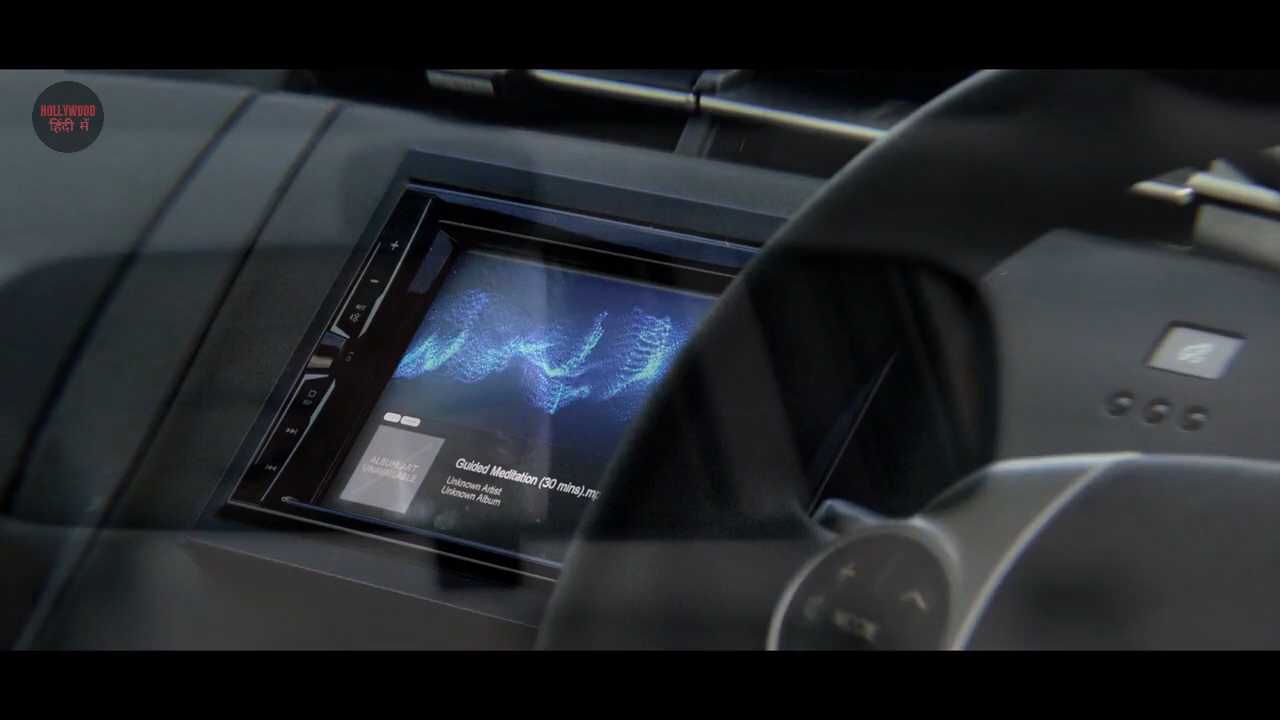 HOLLYWOOD
हिंदी में
ALBUM ART
UNAVAILABLE
Guided Meditation (30 mins).mp
Unknown Artist
Unknown Album